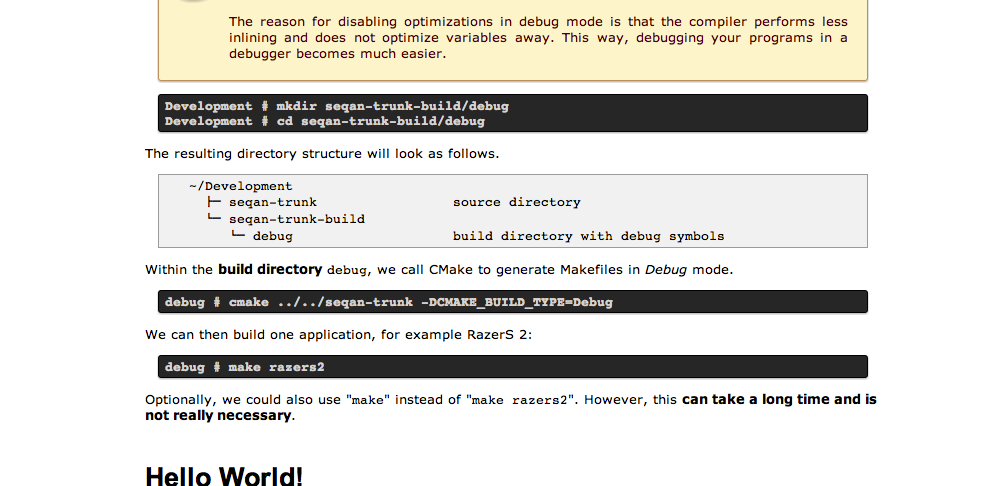 The reason for disabling optimizations in debug mode is that the compiler performs less
inlining and does not optimize variables away. This way, debugging your programs in a
debugger becomes much easier.
Development # mkdir seqan-trunk-build/debug
Development # cd seqan-trunk-build/debug
The resulting directory structure will look as follows.
~/Development
├─ seqan-trunk source directory
└─ seqan-trunk-build
└─ debug build directory with debug symbols
Within the build directory debug, we call CMake to generate Makefiles in Debug mode.
debug # cmake ../../seqan-trunk -DCMAKE_BUILD_TYPE=Debug
We can then build one application, for example RazerS 2:
debug # make razers2
Optionally, we could also use "make" instead of "make razers2". However, this can take a long time and is
not really necessary.
Hello World!